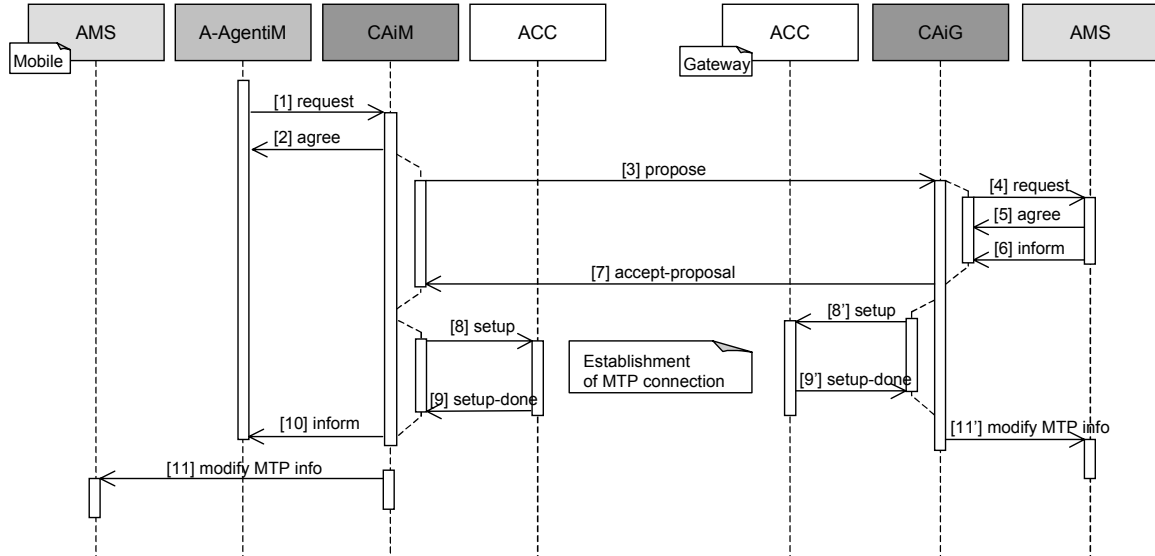 AMS
A-AgentiM
CAiM
ACC
ACC
CAiG
AMS
Mobile
Gateway
[1] request
[2] agree
[3] propose
[4] request
[5] agree
[6] inform
[7] accept-proposal
[8'] setup
[8] setup
Establishment
of MTP connection
[9’] setup-done
[9] setup-done
[10] inform
[11’] modify MTP info
[11] modify MTP info